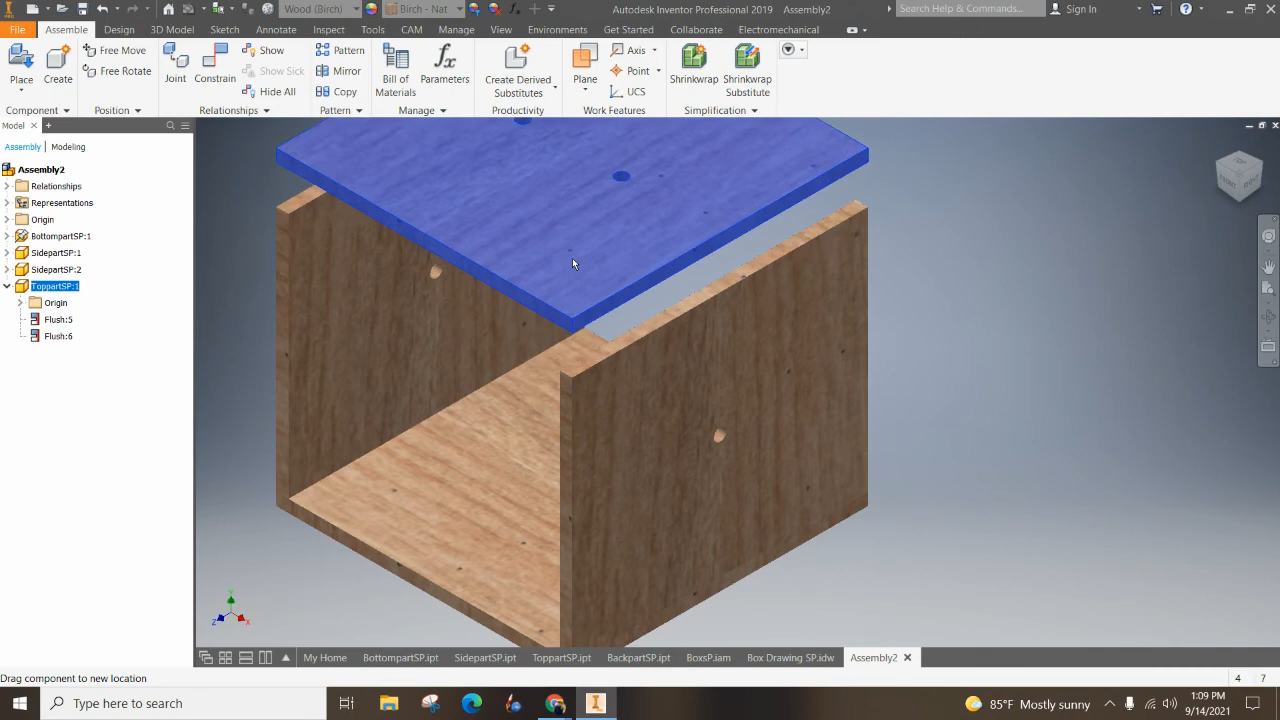 Wood (Birch)
Birch - Nat
Autodesk Inventor Professional 2019
Assembly2
Search Help & Commands...
Sign In
File
Assemble
Design
3D Model
Sketch
Annotate
Inspect
Tools
CAM
Manage
View
Environments
Get Started
Collaborate
Electromechanical
Place
Create
Free Move
Free Rotate
Joint
Constrain
Show
Show Sick
Hide All
Pattern
Mirror
Copy
Bill of
Materials
fx
Parameters
Create Derived
Substitutes
Plane
Axis
Point
UCS
Shrinkwrap
Shrinkwrap
Substitute
Component
Position
Relationships
Pattern
Manage
Productivity
Work Features
Simplification
Model
Assembly
Modeling
Assembly2
Relationships
Representations
Origin
BottompartSP:1
SidepartSP:1
SidepartSP:2
ToppartSP:1
Origin
Flush:5
Flush:6
FRONT
RIGHT
Y
Z
X
My Home
BottompartSP.ipt
SidepartSP.ipt
ToppartSP.ipt
BackpartSP.ipt
BoxsP.iam
Box Drawing SP.idw
Assembly2
Drag component to new location
4
7
Type here to search
85°F Mostly sunny
1:09 PM
9/14/2021